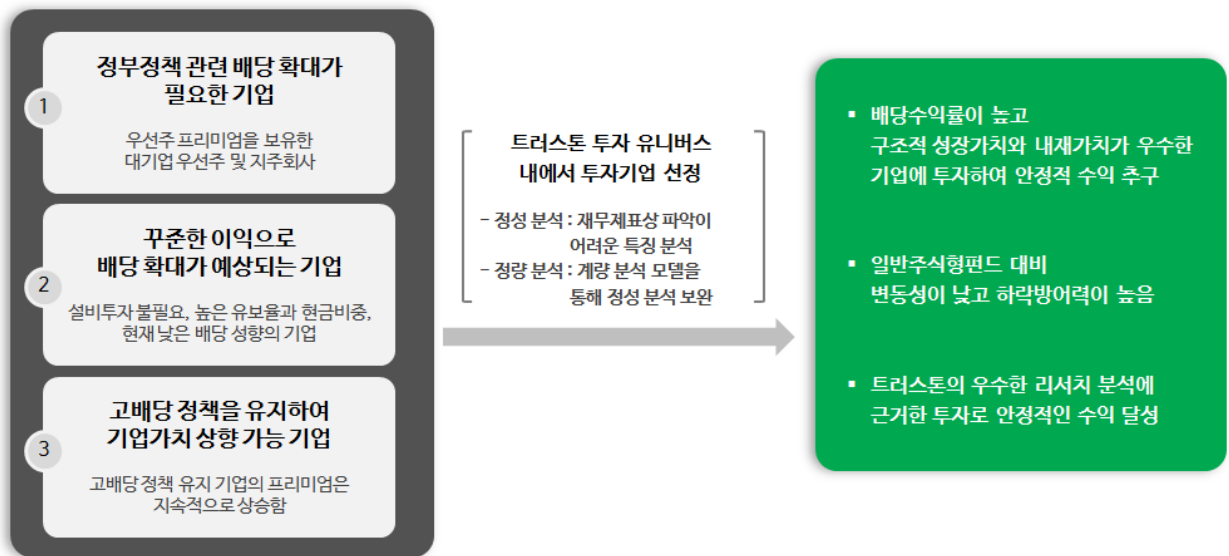 1
정부정책 관련 배당 확대가
필요한 기업
우선주 프리미엄을 보유한
대기업 우선주 및 지주회사
2
꾸준한 이익으로
배당 확대가 예상되는 기업
설비투자 불필요, 높은 유보율과 현금비중,
현재 낮은 배당 성향의 기업
3
고배당 정책을 유지하여
기업가치 상향 가능 기업
고배당 정책 유지 기업의 프리미엄은
지속적으로 상승함
트러스톤 투자 유니버스
내에서 투자기업 선정
- 정성 분석 : 재무제표상 파악이
어려운 특징 분석
- 정량 분석 : 계량 분석 모델을
통해 정성 분석 보완
▪ 배당수익률이 높고
구조적 성장가치와 내재가치가 우수한
기업에 투자하여 안정적 수익 추구
▪ 일반주식형펀드 대비
변동성이 낮고 하락방어력이 높음
▪ 트러스톤의 우수한 리서치 분석에
근거한 투자로 안정적인 수익 달성